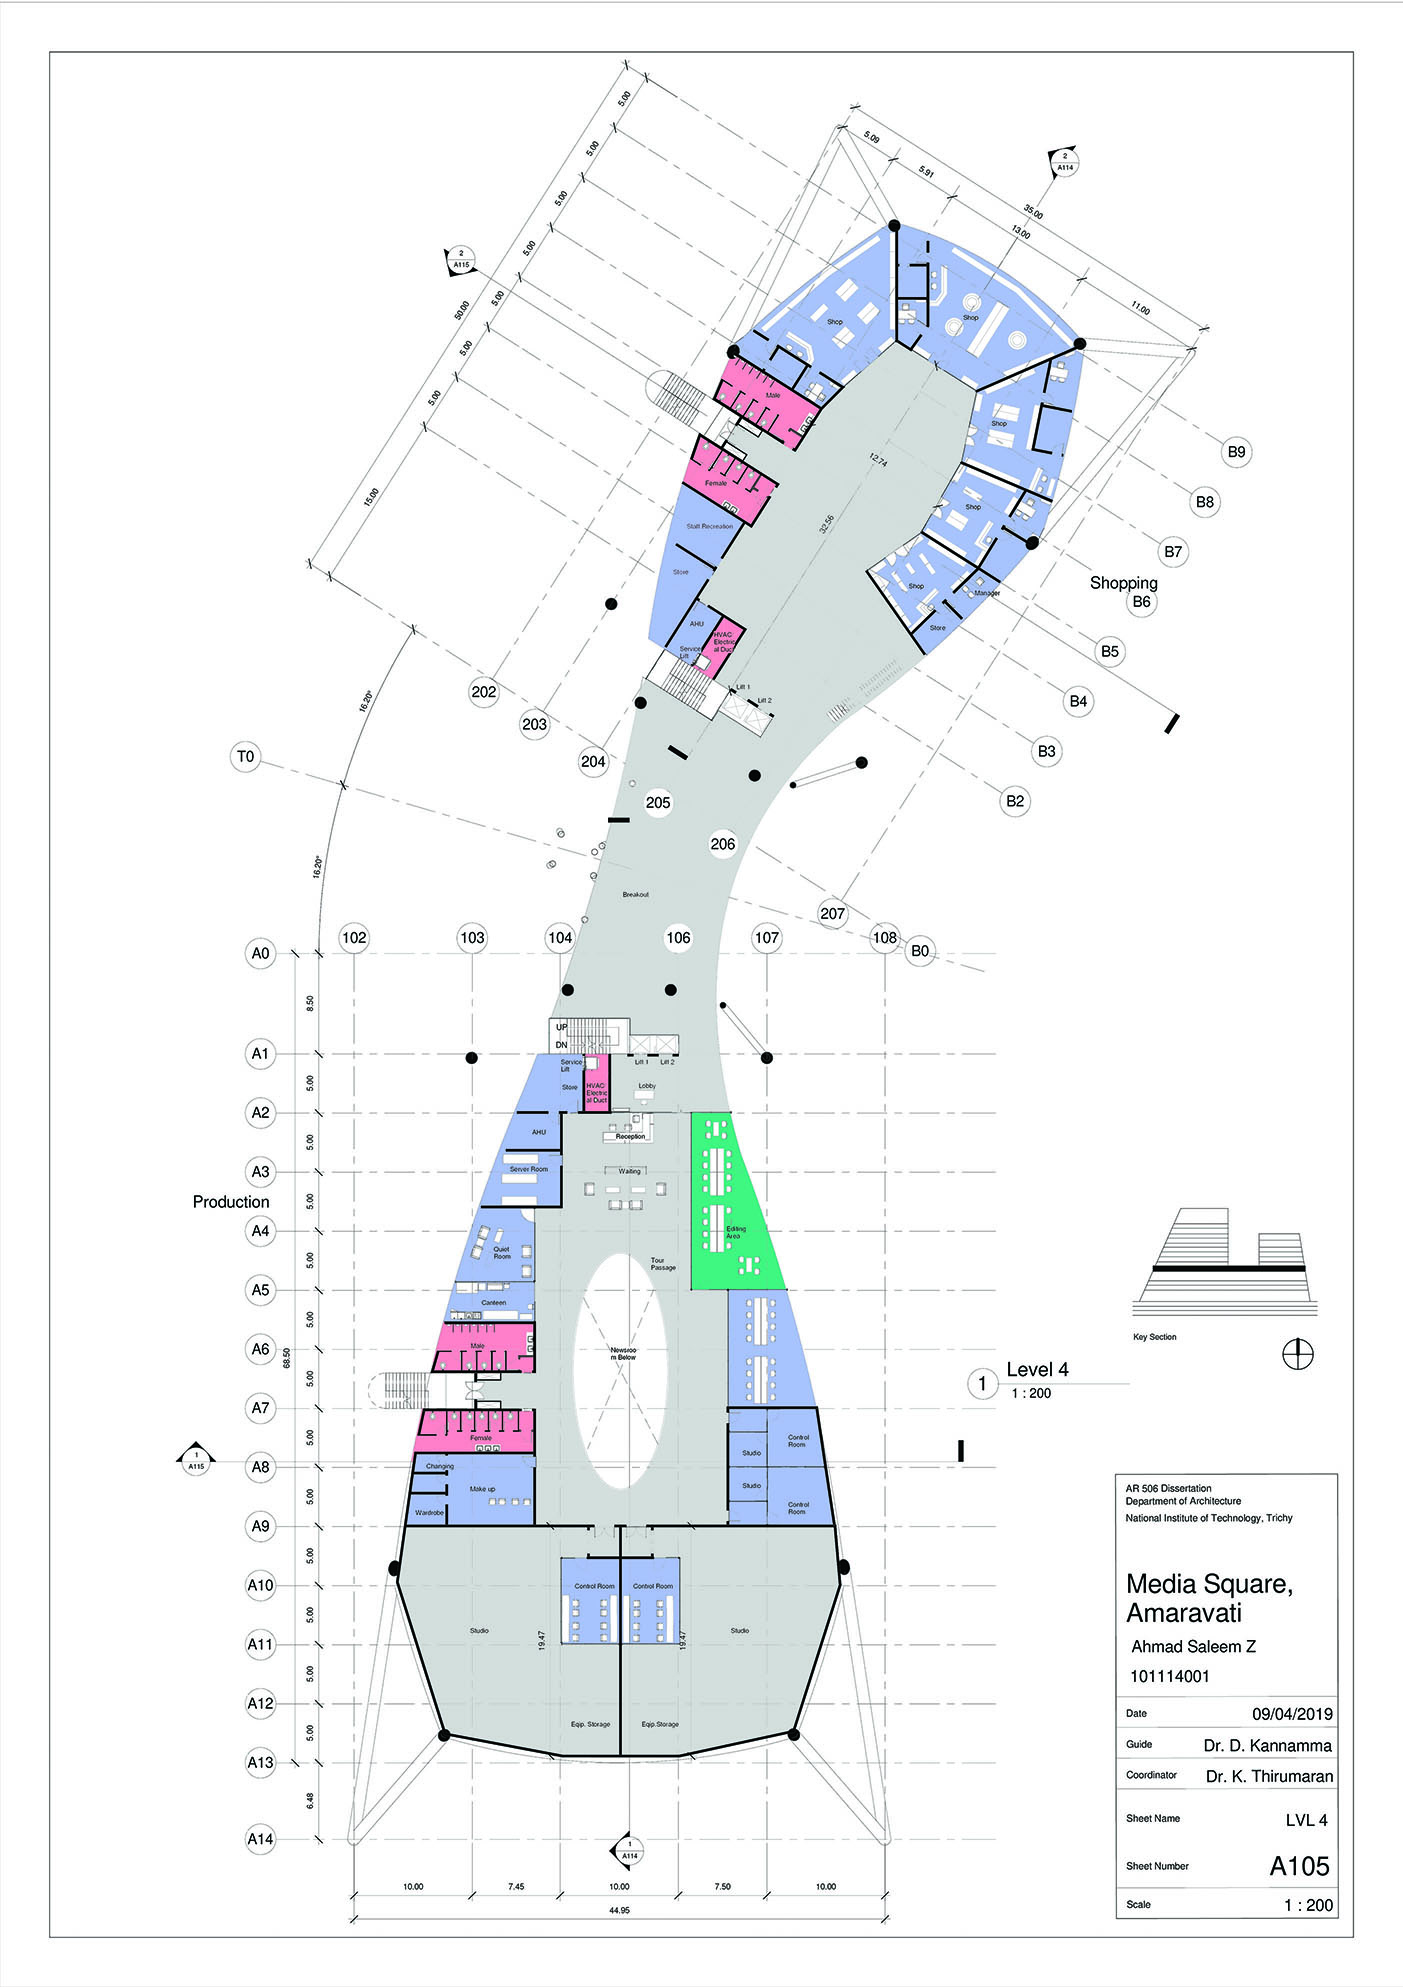 5.00
5.00
5.00
5.00
5.00
5.00
5.00
15.00
50.00
5.09
5.91
35.00
13.00
11.00
2
A114
2
A115
Shop
Shop
Shop
Shop
Shop
Manager
Store
Male
Female
Staff Recreation
Store
AHU
HVAC
Electric
al Duct
Service
Lift
Lift 1
Lift 2
12.74
32.56
B9
B8
B7
Shopping
B6
B5
B4
B3
B2
B0
202
203
204
205
206
207
T0
16.20°
16.20°
Breakout
102
103
104
106
107
108
A0
A1
A2
A3
Production
A4
A5
A6
A7
A8
A9
A10
A11
A12
A13
A14
8.50
5.00
5.00
5.00
5.00
5.00
5.00
5.00
5.00
5.00
5.00
5.00
5.00
6.48
68.50
UP
DN
Service
Lift
Store
HVAC
Electric
al Duct
Lift 1
Lift 2
Lobby
AHU
Reception
Server Room
Waiting
Editing
Area
Quiet
Room
Tour
Passage
Canteen
Male
Newsroo
m Below
Female
Changing
Make up
Wardrobe
Studio
Control
Room
Studio
Control
Room
Control Room
Control Room
Studio
19.47
19.47
Studio
Eqip. Storage
Eqip.Storage
1
A115
1
A114
10.00
7.45
10.00
7.50
10.00
44.95
Key Section
1
Level 4
1 : 200
AR 506 Dissertation
Department of Architecture
National Institute of Technology, Trichy
Media Square,
Amaravati
Ahmad Saleem Z
101114001
Date 09/04/2019
Guide Dr. D. Kannamma
Coordinator Dr. K. Thirumaran
Sheet Name LVL 4
Sheet Number A105
Scale 1 : 200